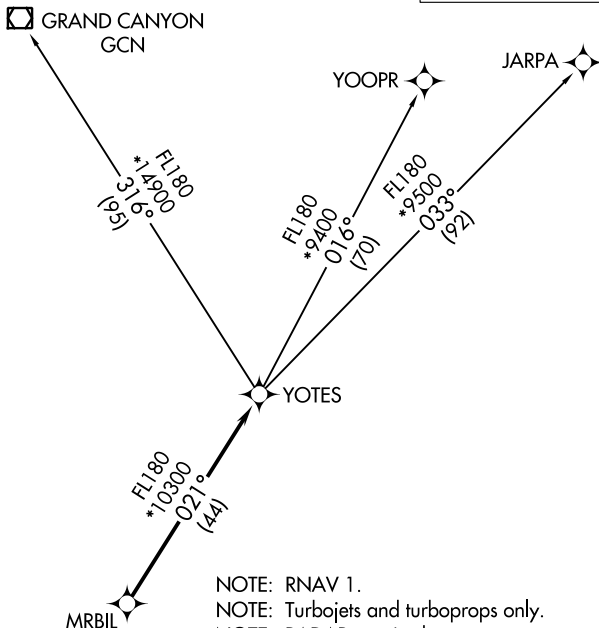 GRAND CANYON
GCN
YOOPR
JARPA
FL180
*14900
316°
(95)
FL180
*9400
016°
(70)
FL180
*9500
033°
(92)
YOTES
FL180
*10300
021°
(44)
MRBIL
NOTE: RNAV 1.
NOTE: Turbojets and turboprops only.